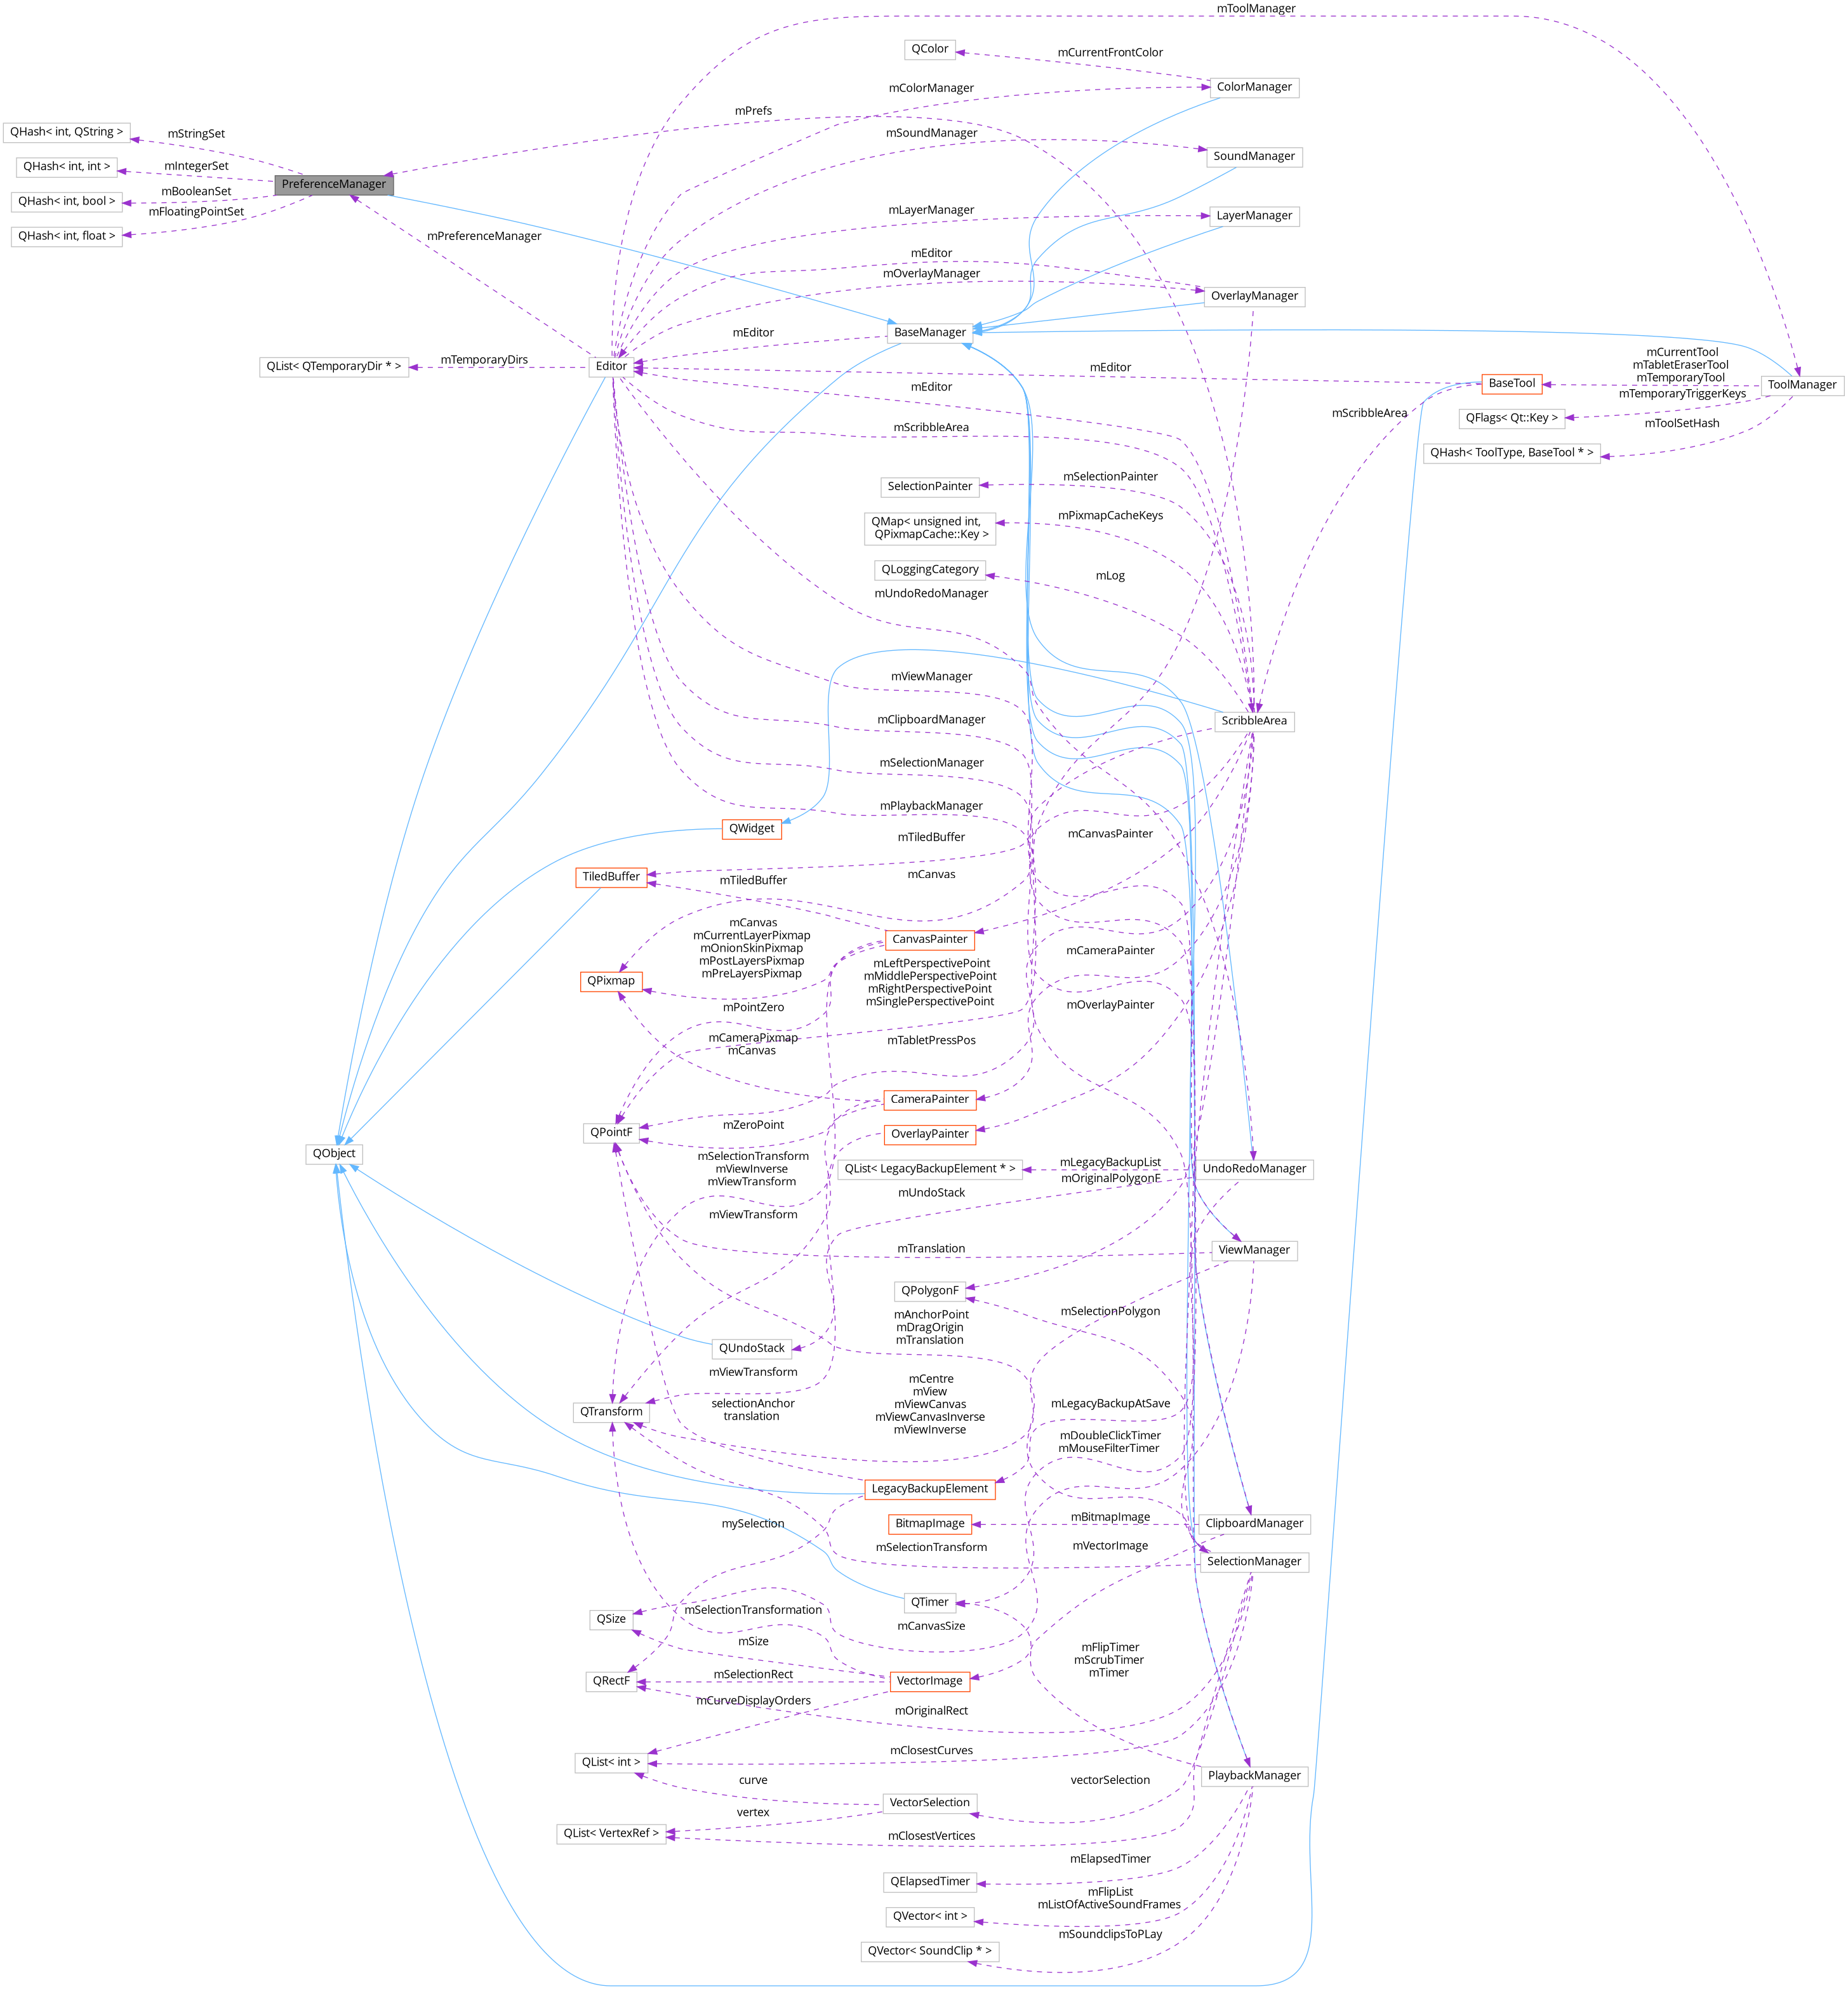 mToolManager
QColor
mCurrentFrontColor
ColorManager
mColorManager
mPrefs
mSoundManager
QHash< int, QString >
mStringSet
SoundManager
QHash< int, int >
mIntegerSet
PreferenceManager
QHash< int, bool >
mBooleanSet
mFloatingPointSet
QHash< int, float >
mLayerManager
LayerManager
mPreferenceManager
mEditor
mOverlayManager
OverlayManager
BaseManager
mEditor
QList< QTemporaryDir * >
mTemporaryDirs
Editor
mEditor
mCurrentTool
mTabletEraserTool
mTemporaryTool
BaseTool
ToolManager
mEditor
mTemporaryTriggerKeys
QFlags< Qt::Key >
mScribbleArea
mScribbleArea
mToolSetHash
QHash< ToolType, BaseTool * >
SelectionPainter
mSelectionPainter
QMap< unsigned int,
QPixmapCache::Key >
mPixmapCacheKeys
QLoggingCategory
mLog
mUndoRedoManager
mViewManager
ScribbleArea
mClipboardManager
mSelectionManager
mPlaybackManager
QWidget
mTiledBuffer
mCanvasPainter
TiledBuffer
mTiledBuffer
mCanvas
mCanvas
mCurrentLayerPixmap
mOnionSkinPixmap
mPostLayersPixmap
mPreLayersPixmap
CanvasPainter
mCameraPainter
QPixmap
mLeftPerspectivePoint
mMiddlePerspectivePoint
mRightPerspectivePoint
mSinglePerspectivePoint
mPointZero
mOverlayPainter
mCameraPixmap
mCanvas
mTabletPressPos
CameraPainter
QPointF
mZeroPoint
OverlayPainter
QObject
mSelectionTransform
mViewInverse
mViewTransform
QList< LegacyBackupElement * >
mLegacyBackupList
mOriginalPolygonF
UndoRedoManager
mUndoStack
mViewTransform
mTranslation
ViewManager
QPolygonF
mAnchorPoint
mDragOrigin
mTranslation
mSelectionPolygon
QUndoStack
mViewTransform
mCentre
mView
mViewCanvas
mViewCanvasInverse
mViewInverse
QTransform
selectionAnchor
translation
mLegacyBackupAtSave
mDoubleClickTimer
mMouseFilterTimer
LegacyBackupElement
BitmapImage
mBitmapImage
ClipboardManager
mySelection
mSelectionTransform
mVectorImage
SelectionManager
QTimer
QSize
mSelectionTransformation
mCanvasSize
mSize
mFlipTimer
mScrubTimer
mTimer
QRectF
mSelectionRect
VectorImage
mCurveDisplayOrders
mOriginalRect
QList< int >
mClosestCurves
PlaybackManager
curve
VectorSelection
vectorSelection
vertex
QList< VertexRef >
mClosestVertices
mElapsedTimer
QElapsedTimer
mFlipList
mListOfActiveSoundFrames
QVector< int >
mSoundclipsToPLay
QVector< SoundClip * >